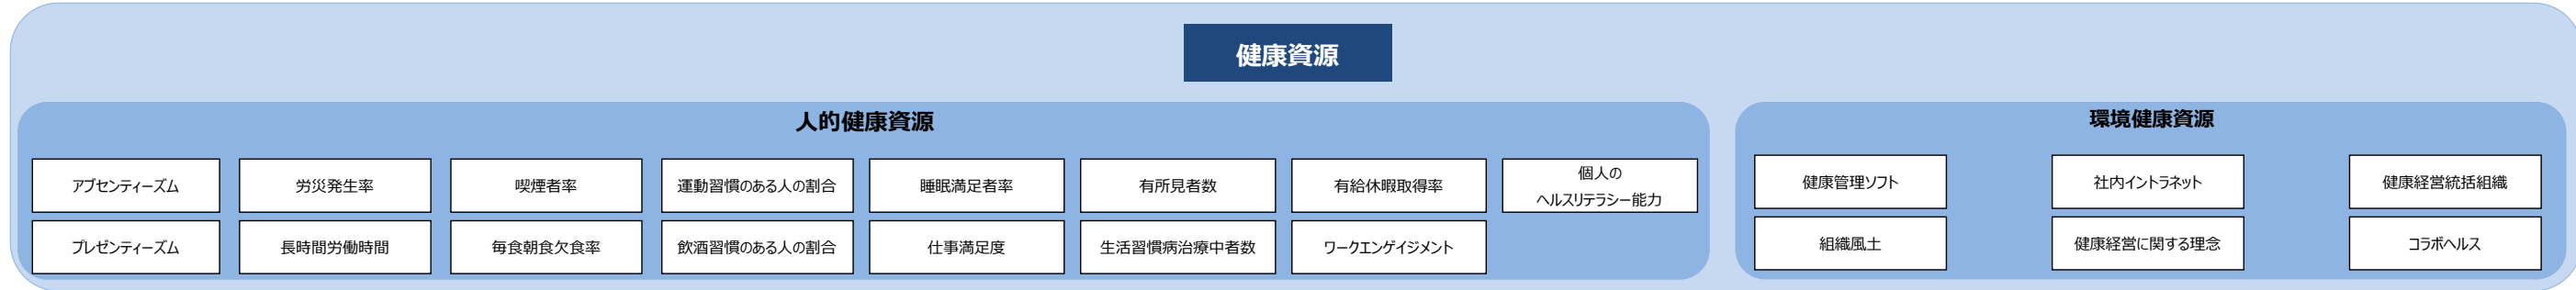 健康資源
人的健康資源
アブセンティーズム
労災発生率
喫煙者率
運動習慣のある人の割合
睡眠満足者率
有所見者数
有給休暇取得率
個人の
ヘルスリテラシー能力
プレゼンティーズム
長時間労働時間
毎食朝食欠食率
飲酒習慣のある人の割合
仕事満足度
生活習慣病治療中者数
ワークエンゲイジメント
環境健康資源
健康管理ソフト
社内イントラネット
健康経営統括組織
組織風土
健康経営に関する理念
コラボヘルス